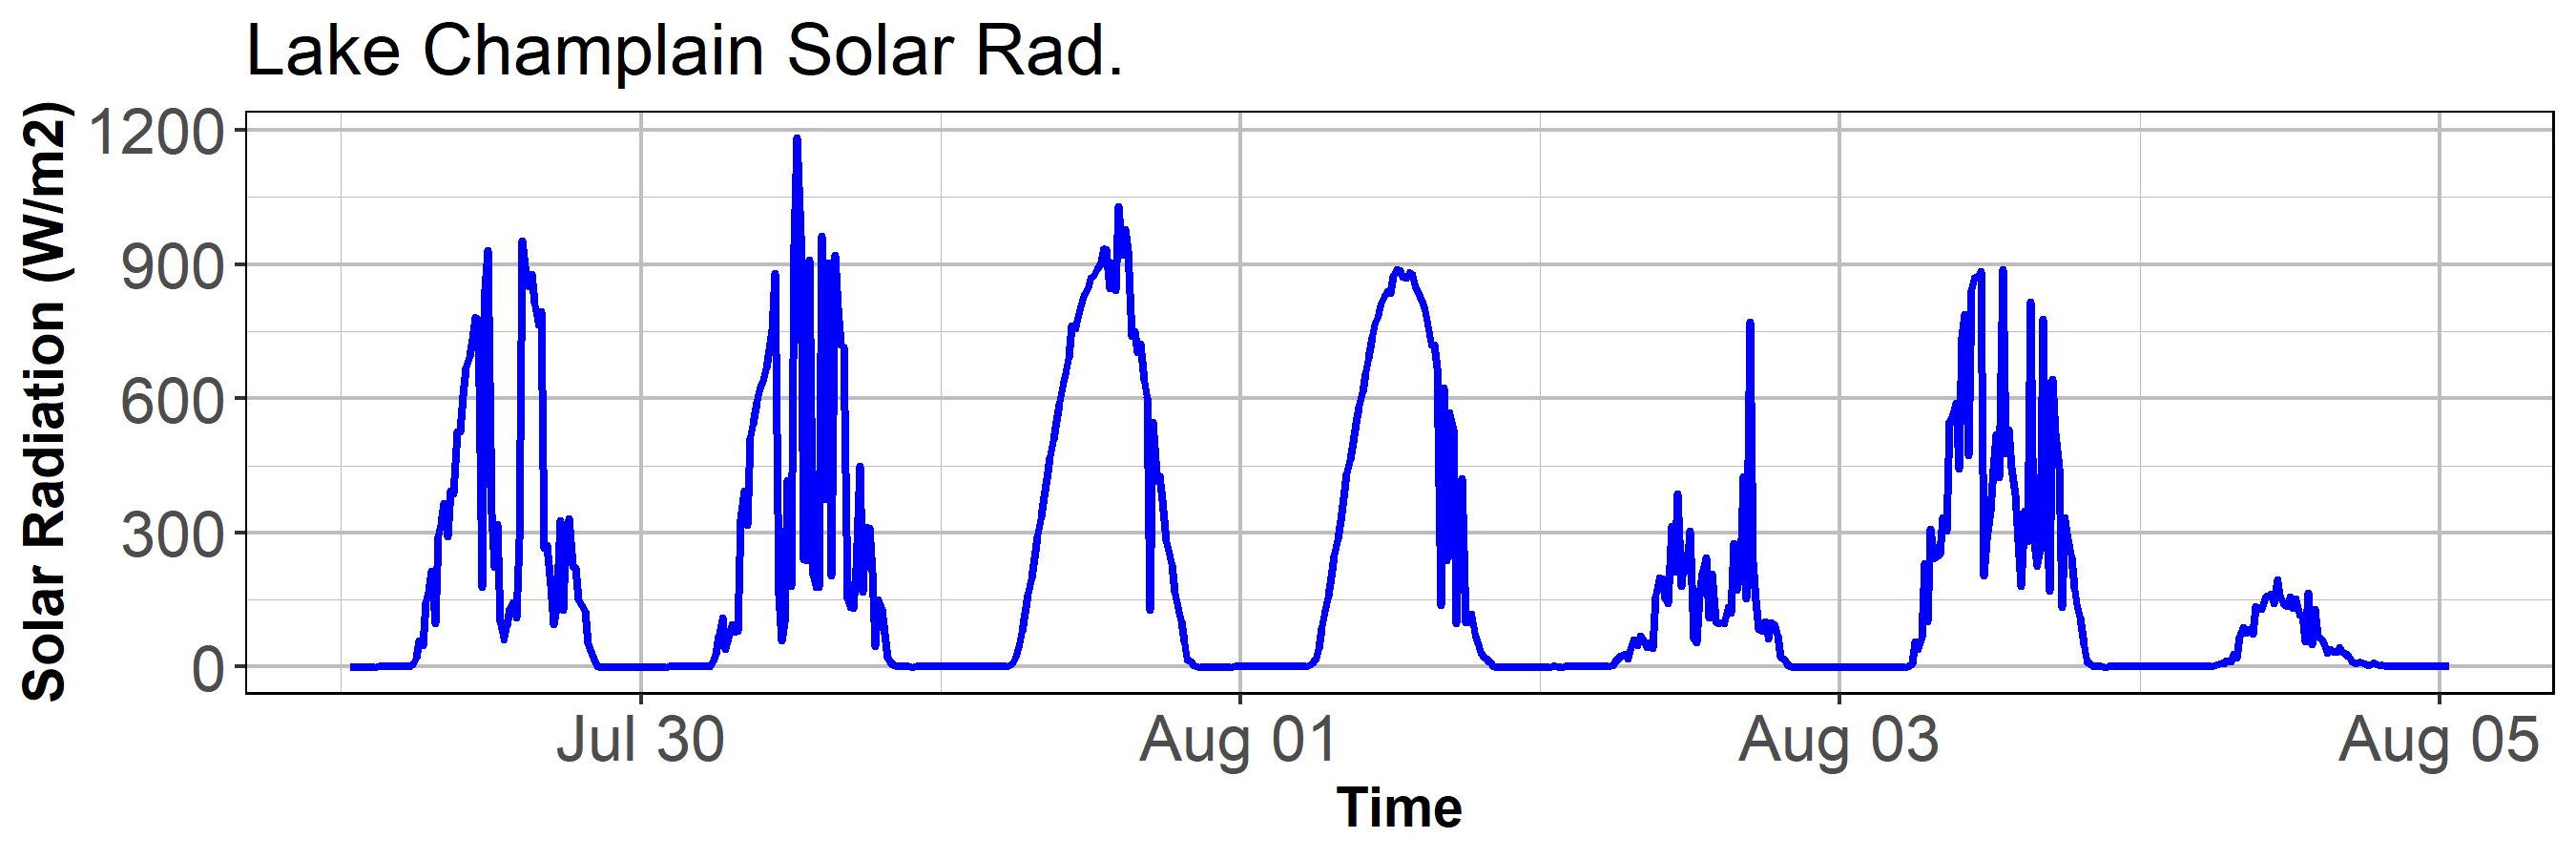 Lake Champlain Solar Rad.
Solar Radiation (W/m2)
1200
900
600
300
0
Jul 30 Aug 01 Aug 03 Aug 05
Time